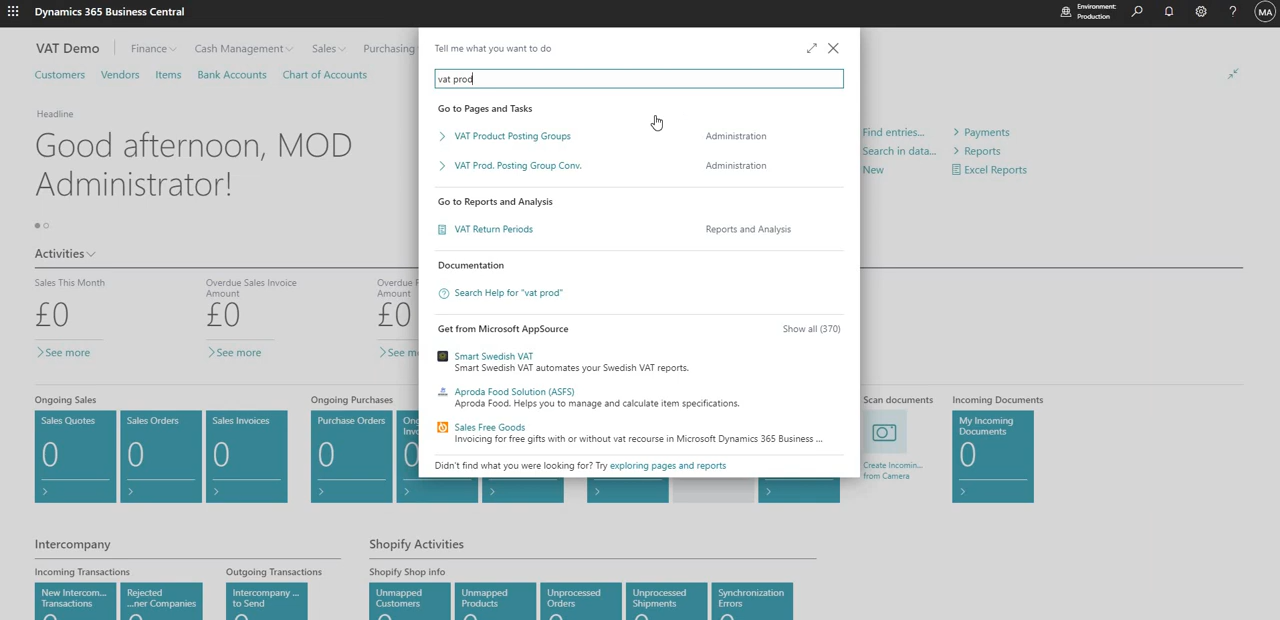 Dynamics 365 Business Central
Environment:
Production
?
MA
VAT Demo
Finance
Cash Management
Sales
Purchasing
Customers
Vendors
Items
Bank Accounts
Chart of Accounts
Headline
Good afternoon, MOD
Administrator!
Find entries...
Search in data...
New
Payments
Reports
Excel Reports
Tell me what you want to do
vat prod
Go to Pages and Tasks
VAT Product Posting Groups Administration
VAT Prod. Posting Group Conv. Administration
Go to Reports and Analysis
VAT Return Periods Reports and Analysis
Documentation
Search Help for "vat prod"
Get from Microsoft AppSource Show all (370)
Smart Swedish VAT
Smart Swedish VAT automates your Swedish VAT reports.
Aproda Food Solution (ASFS)
Aproda Food. Helps you to manage and calculate item specifications.
Sales Free Goods
Invoicing for free gifts with or without vat recourse in Microsoft Dynamics 365 Business ...
Didn't find what you were looking for? Try exploring pages and reports
Activities
Sales This Month
£0
See more
Overdue Sales Invoice
Amount
£0
See more
Overdue
Amount
£0
See
Ongoing Sales
Sales Quotes
0
Sales Orders
0
Sales Invoices
0
Ongoing Purchases
Purchase Orders
0
0
Scan documents
Create Incomin...
from Camera
Incoming Documents
My Incoming
Documents
0
Intercompany
Incoming Transactions
New Intercom...
Transactions
Rejected
...ner Companies
Outgoing Transactions
Intercompany ...
to Send
Shopify Activities
Shopify Shop info
Unmapped
Customers
Unmapped
Products
Unprocessed
Orders
Unprocessed
Shipments
Synchronization
Errors